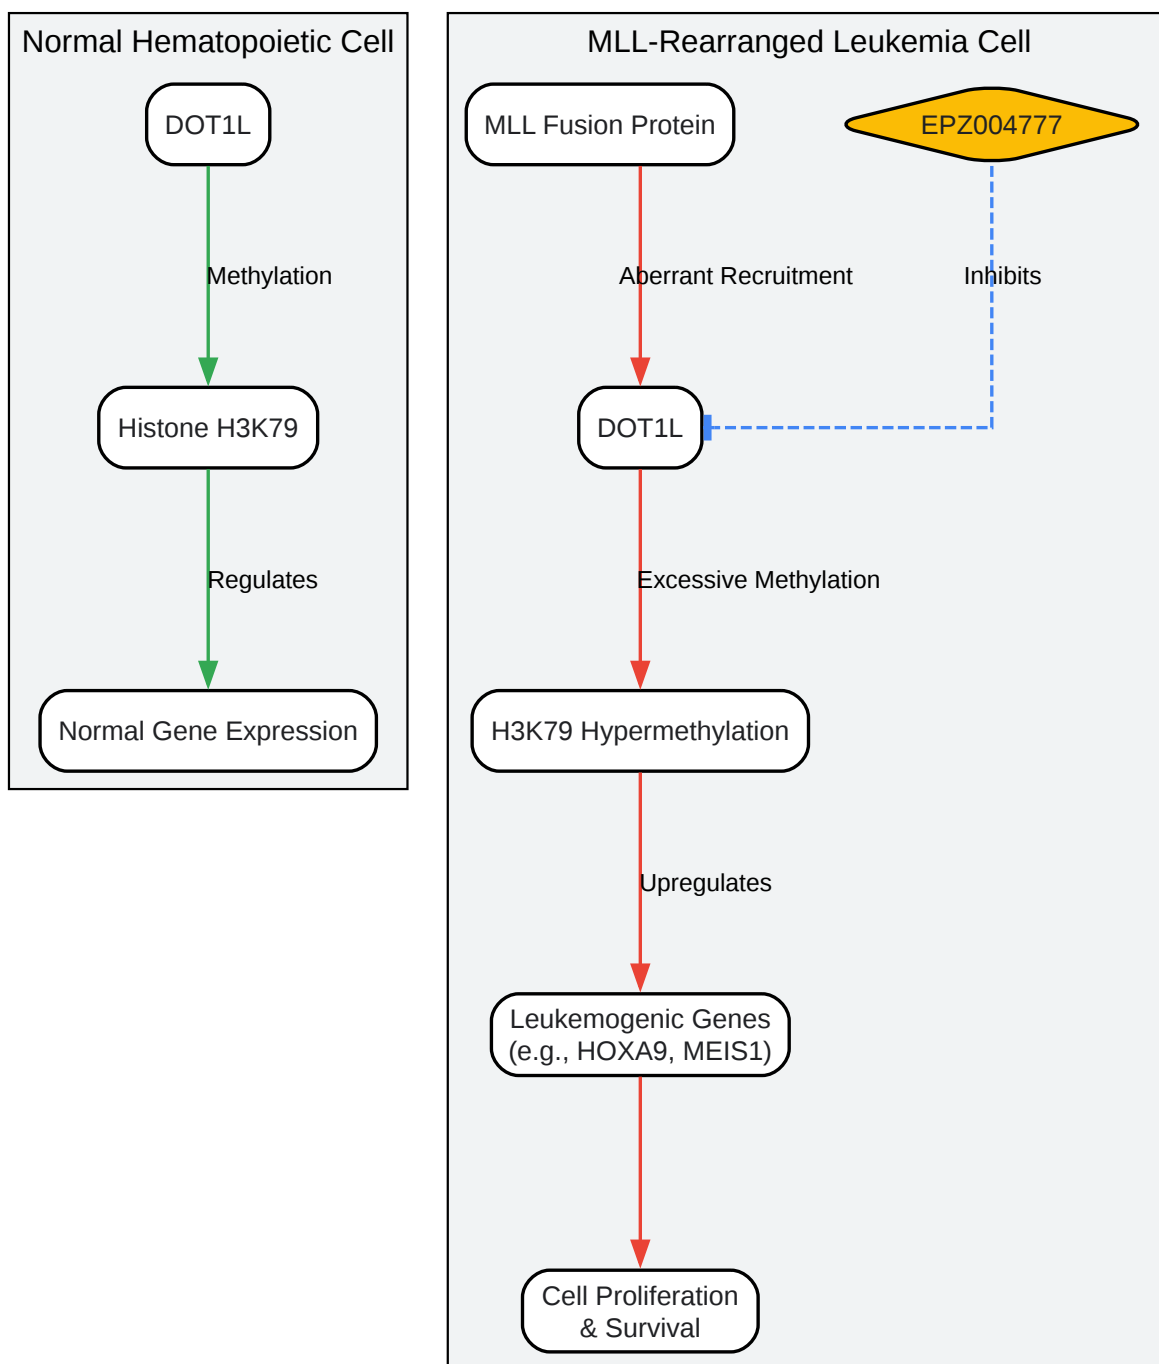 Normal Hematopoietic Cell
DOT1L
Methylation
Histone H3K79
Regulates
Normal Gene Expression
MLL-Rearranged Leukemia Cell
MLL Fusion Protein
EPZ004777
Aberrant Recruitment
Inhibits
DOT1L
Excessive Methylation
H3K79 Hypermethylation
Upregulates
Leukemogenic Genes
(e.g., HOXA9, MEIS1)
Cell Proliferation
& Survival